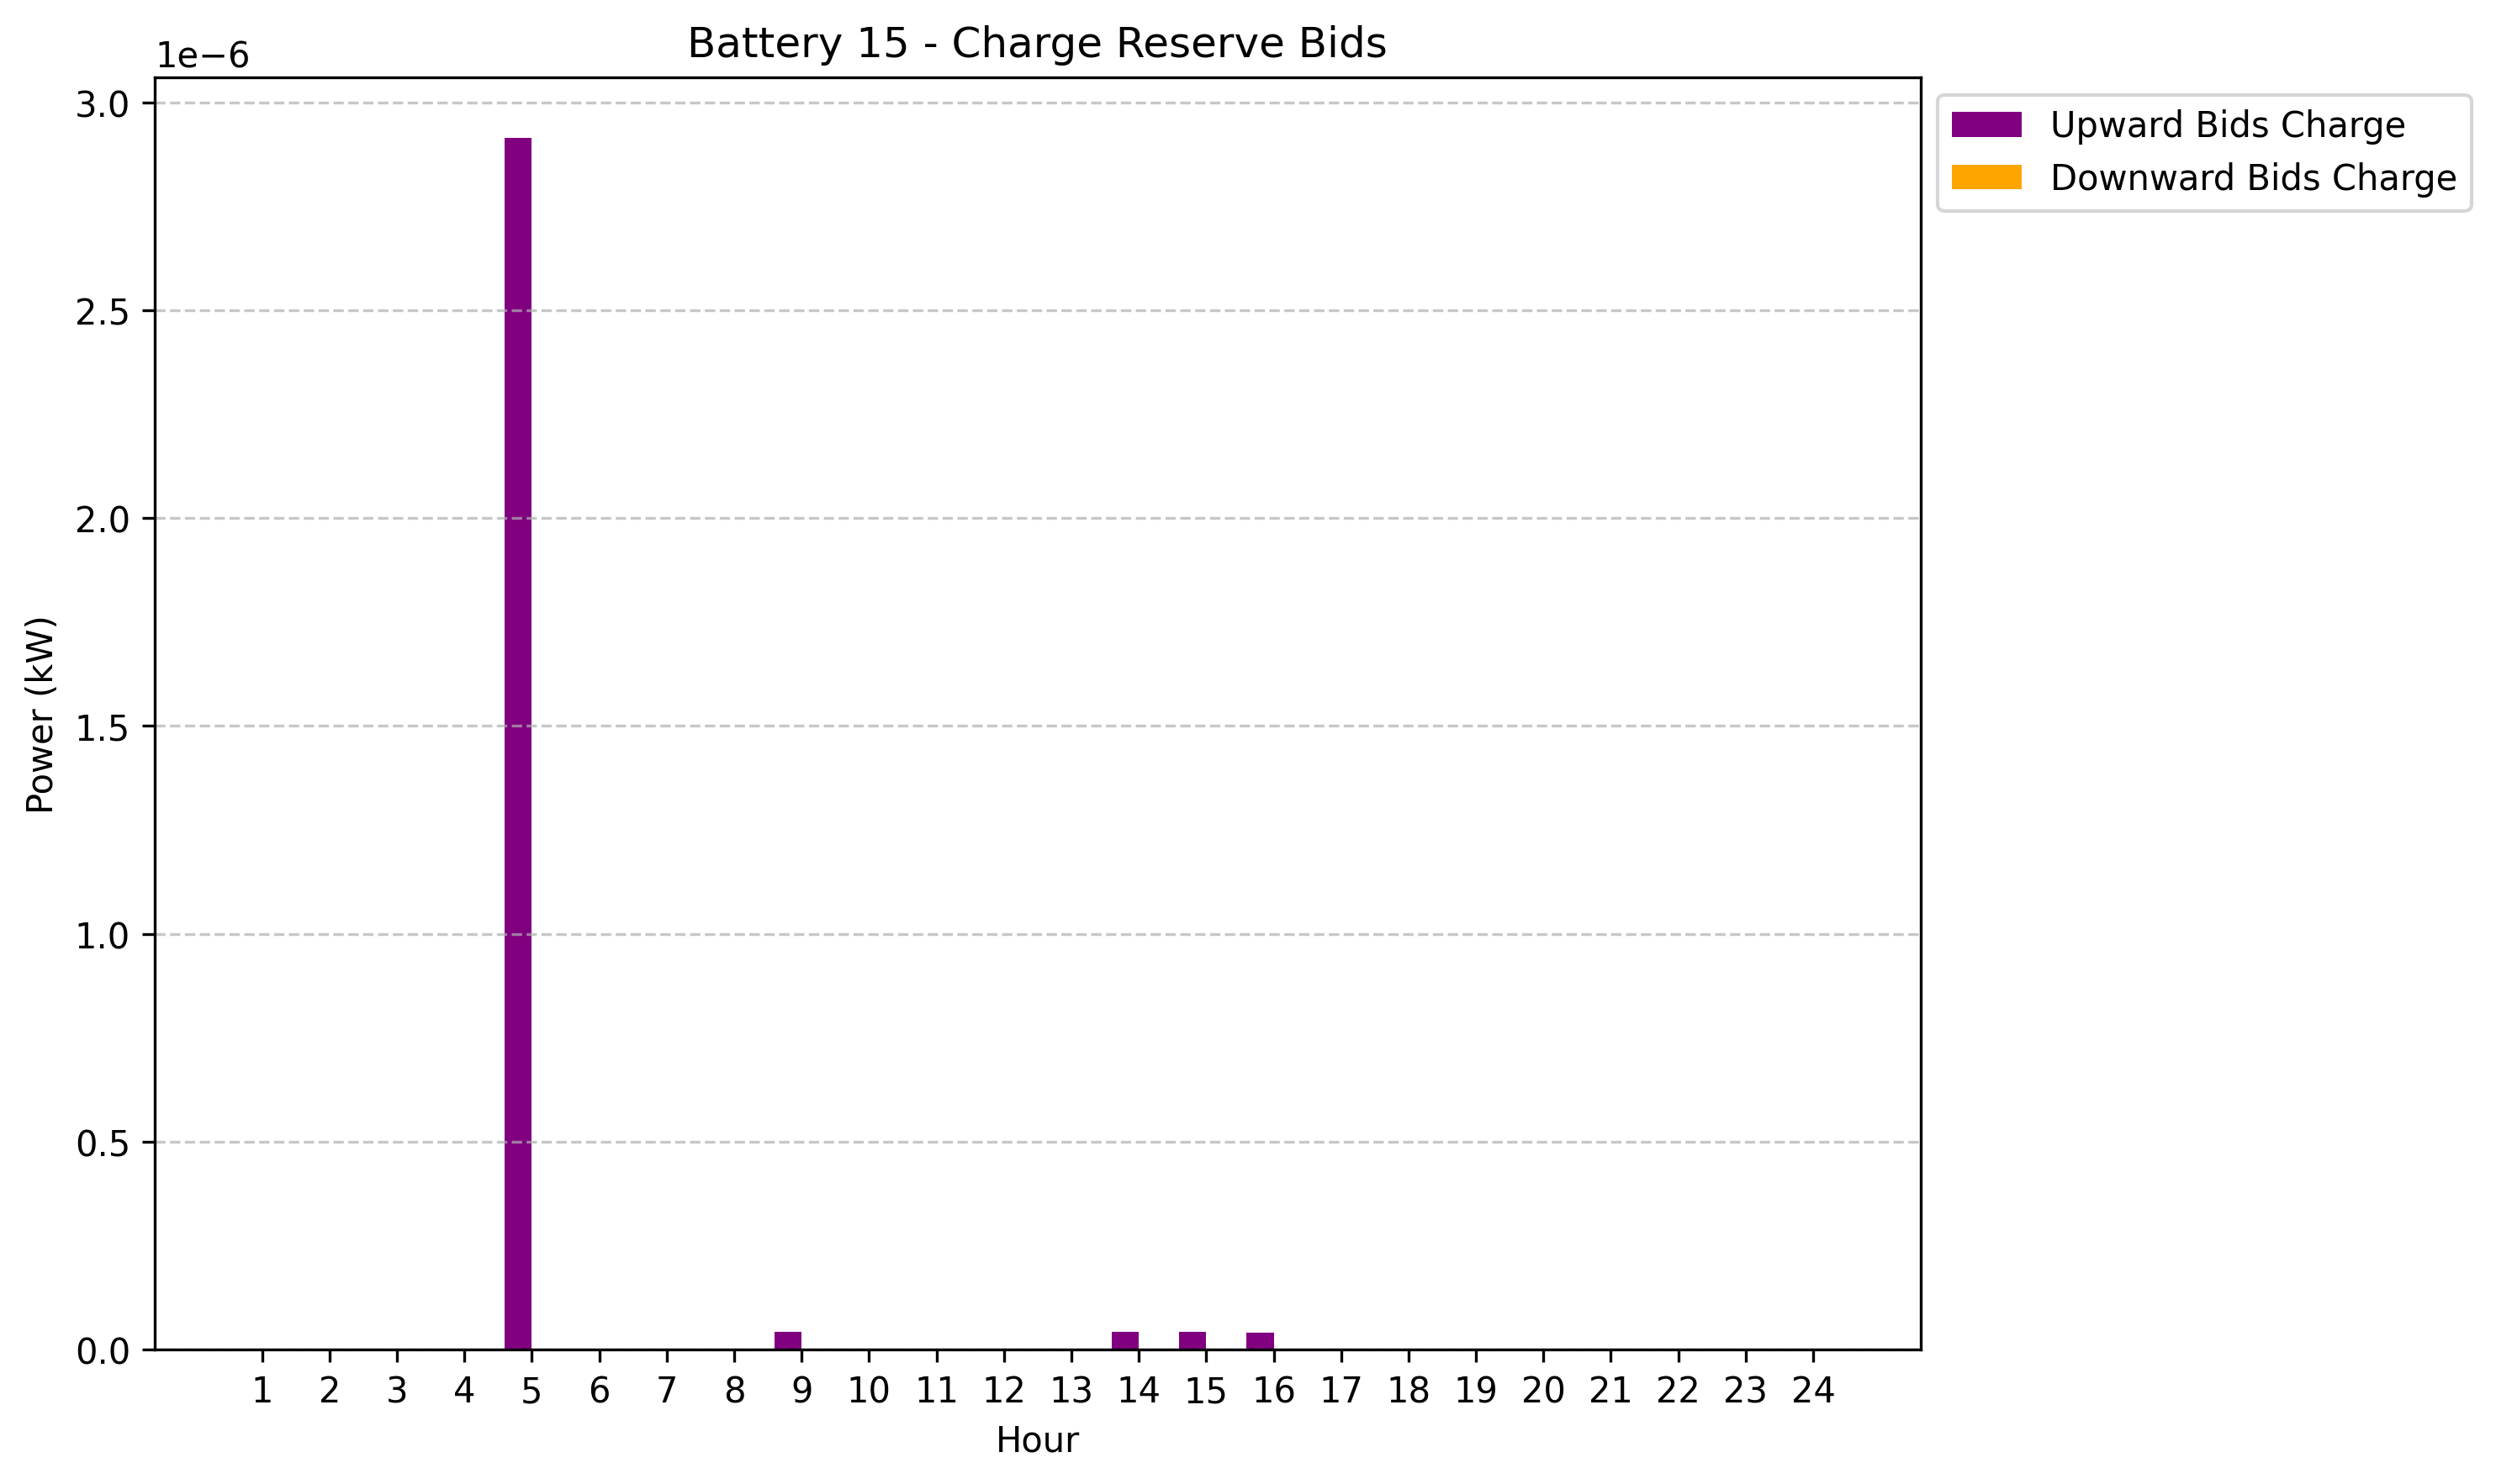 Battery 15 - Charge Reserve Bids
1e−6
3.0
2.5
2.0
1.5
1.0
0.5
0.0
Power (kW)
1 2 3 4 5 6 7 8 9 10 11 12 13 14 15 16 17 18 19 20 21 22 23 24
Hour
Upward Bids Charge
Downward Bids Charge